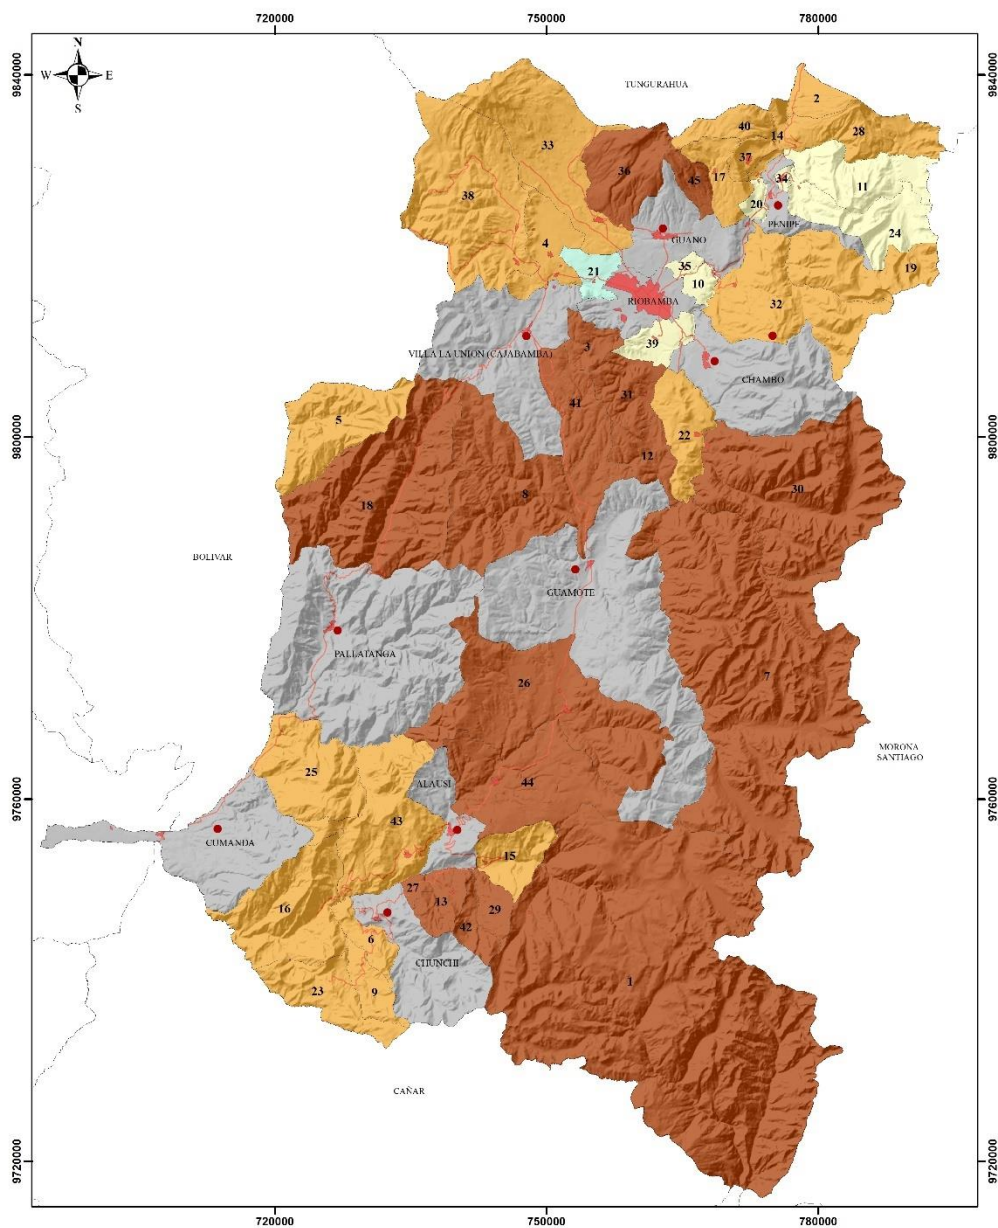 720000 750000 780000
N
W E
S
9840000 9840000
TUNGURAHUA
2
40
14 28
33
37
36 34
45 17 11
38 20
PENIPE
24
GUANO
4
35 19
21
10
RIOBAMBA
32
3 39
VILLA LA UNION (CAJABAMBA)
CHAMBO
31
41
5
22
9800000 9800000
12
30
8
18
BOLIVAR
GUAMOTE
PALLATANGA
7
26
MORONA
SANTIAGO
25
ALAUSI 44
9760000 9760000
43
CUMANDA
15
27
13
16 29
42
6
CHUNCHI
1
23 9
CAÑAR
9720000 9720000
720000 750000 780000